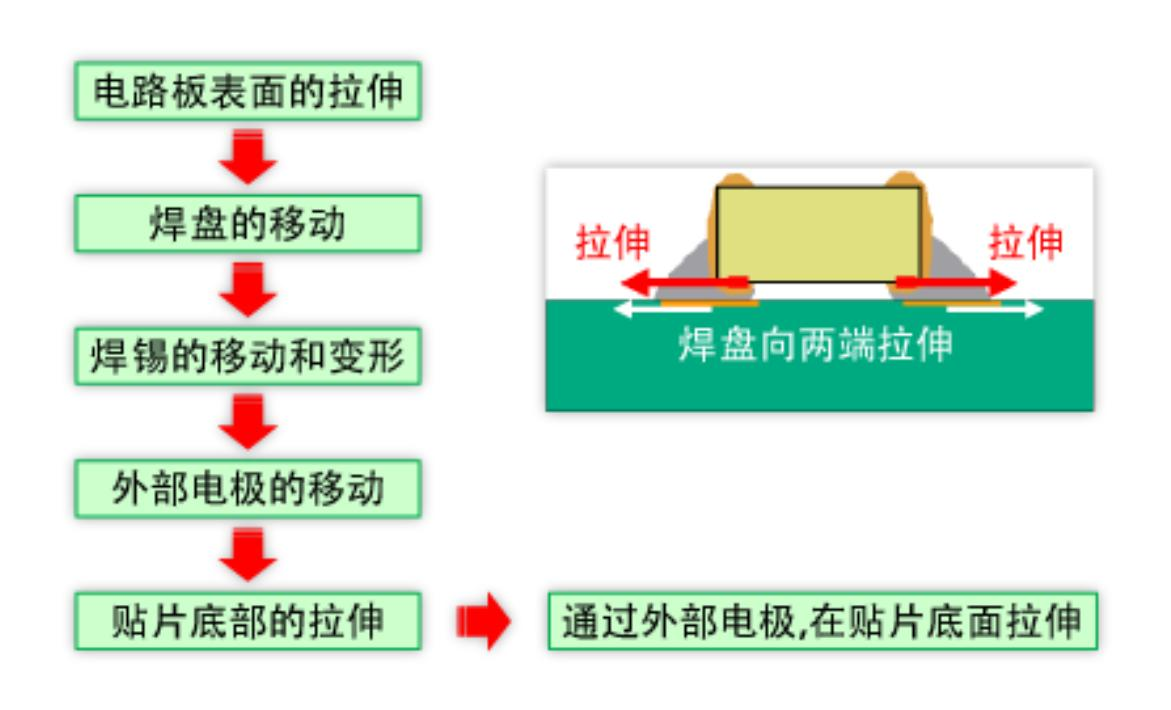 电路板表面的拉伸
焊盘的移动
焊锡的移动和变形
外部电极的移动
贴片底部的拉伸
通过外部电极,在贴片底面拉伸
拉伸
拉伸
焊盘向两端拉伸